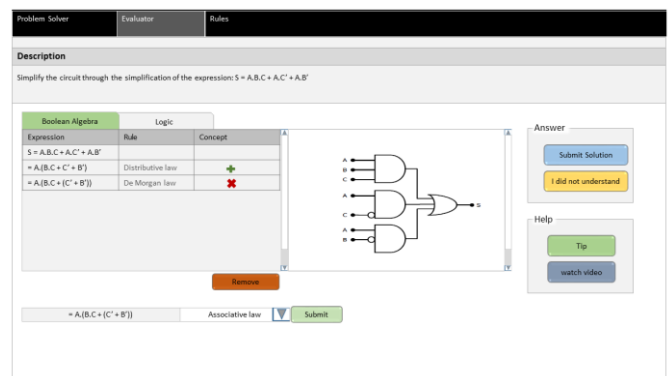 Problem Solver Evaluator Rules
Description
Simplify the circuit through the simplification of the expression: S = A.B.C + A.C' + A.B'
Boolean Algebra Logic
Expression Rule Concept
S = A.B.C + A.C' + A.B'
= A.(B.C + C' + B') Distributive law
= A.(B.C + (C' + B')) De Morgan law
A
B
C
A
C
A
B
S
Remove
= A.(B.C + (C' + B')) Associative law Submit
Answer
Submit Solution
I did not understand
Help
Tip
watch video